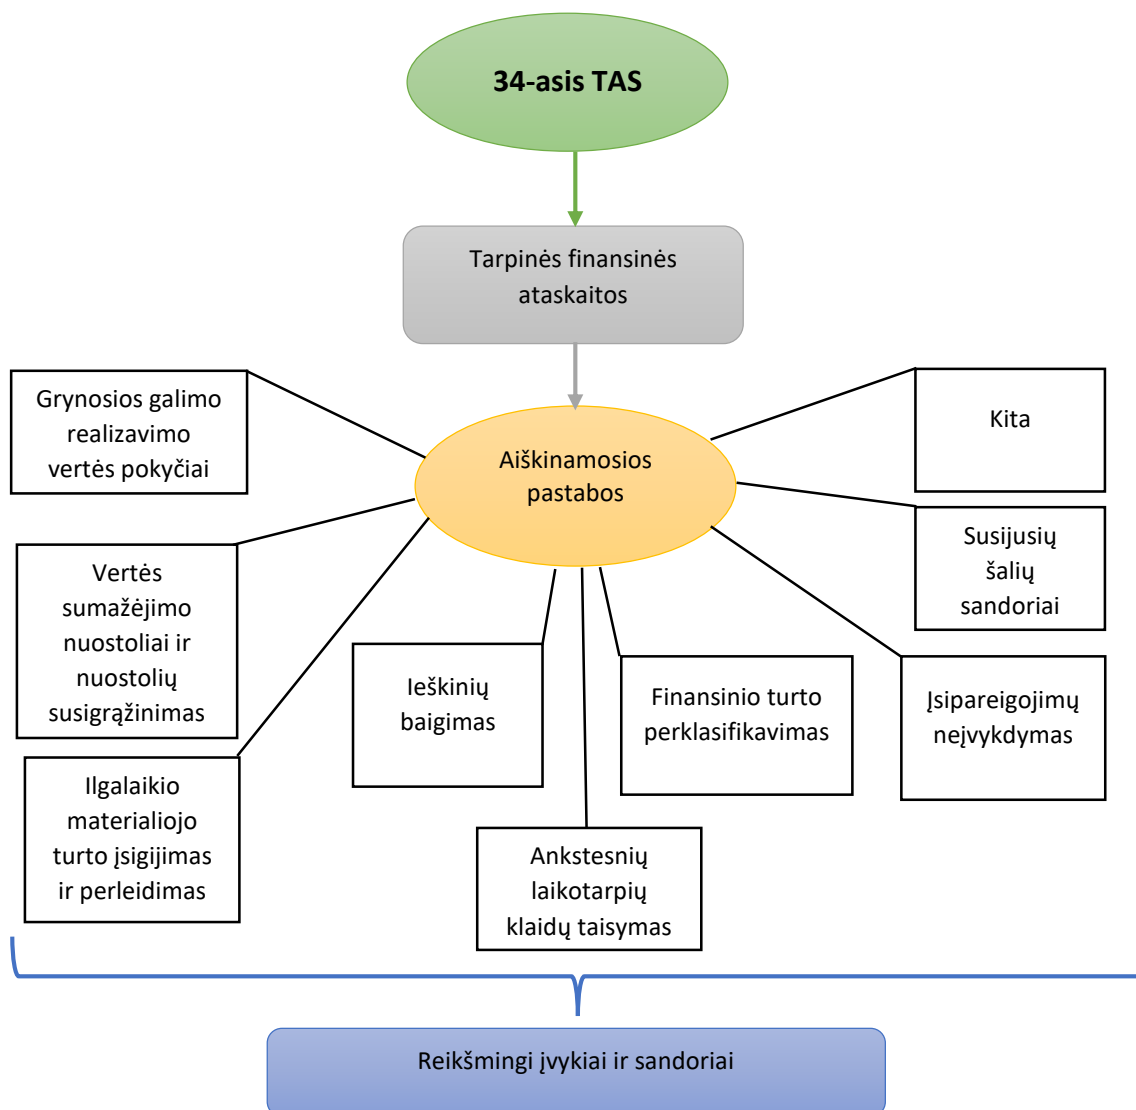 34-asis TAS
Tarpinės finansinės
ataskaitos
Grynosios galimo
realizavimo
vertės pokyčiai
Aiškinamosios
pastabos
Kita
Vertės
sumažėjimo
nuostoliai ir
nuostolių
susigrąžinimas
Susijusių
šalių
sandoriai
Ieškinių
baigimas
Finansinio turto
perklasifikavimas
Įsipareigojimų
neįvykdymas
Ilgalaikio
materialiojo
turto įsigijimas
ir perleidimas
Ankstesnių
laikotarpių
klaidų taisymas
Reikšmingi įvykiai ir sandoriai